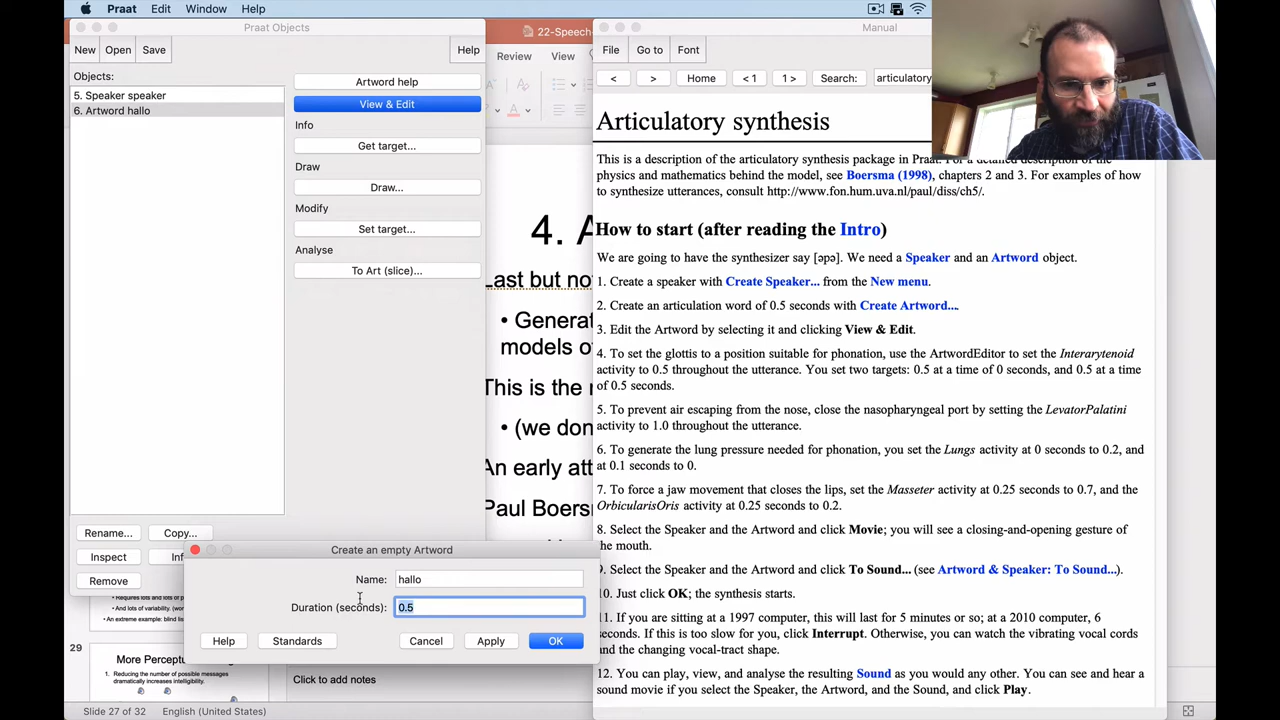 Praat Edit Window Help
Praat Objects
New Open Save Help
Objects:
5. Speaker speaker
6. Artword hallo
Artword help
View & Edit
Info
Get target...
Draw
Draw...
Modify
Set target...
Analyse
To Art (slice)...
Rename... Copy...
Inspect Inf
Remove
22-Speech-
Review View
4. A
Last but no
• Generat
models of
This is the r
• (we don
An early att
Paul Boers
Manual
File Go to Font
< > Home < 1 1 > Search: articulatory
Articulatory synthesis
This is a description of the articulatory synthesis package in Praat. For a detailed description of the
physics and mathematics behind the model, see Boersma (1998), chapters 2 and 3. For examples of how
to synthesize utterances, consult http://www.fon.hum.uva.nl/paul/diss/ch5/.
How to start (after reading the Intro)
We are going to have the synthesizer say [əpə]. We need a Speaker and an Artword object.
1. Create a speaker with Create Speaker... from the New menu.
2. Create an articulation word of 0.5 seconds with Create Artword....
3. Edit the Artword by selecting it and clicking View & Edit.
4. To set the glottis to a position suitable for phonation, use the ArtwordEditor to set the Interarytenoid
activity to 0.5 throughout the utterance. You set two targets: 0.5 at a time of 0 seconds, and 0.5 at a time
of 0.5 seconds.
5. To prevent air escaping from the nose, close the nasopharyngeal port by setting the LevatorPalatini
activity to 1.0 throughout the utterance.
6. To generate the lung pressure needed for phonation, you set the Lungs activity at 0 seconds to 0.2, and
at 0.1 seconds to 0.
7. To force a jaw movement that closes the lips, set the Masseter activity at 0.25 seconds to 0.7, and the
OrbicularisOris activity at 0.25 seconds to 0.2.
8. Select the Speaker and the Artword and click Movie; you will see a closing-and-opening gesture of
the mouth.
9. Select the Speaker and the Artword and click To Sound... (see Artword & Speaker: To Sound...).
10. Just click OK; the synthesis starts.
11. If you are sitting at a 1997 computer, this will last for 5 minutes or so; at a 2010 computer, 6
seconds. If this is too slow for you, click Interrupt. Otherwise, you can watch the vibrating vocal cords
and the changing vocal-tract shape.
12. You can play, view, and analyse the resulting Sound as you would any other. You can see and hear a
sound movie if you select the Speaker, the Artword, and the Sound, and click Play.
Create an empty Artword
Name: hallo
Duration (seconds): 0.5
Help Standards Cancel Apply OK
And lots of variability. (wor
An extreme example: blind list
29
More Percept
1. Reducing the number of possible messages
dramatically increases intelligibility.
Click to add notes
Slide 27 of 32 English (United States)